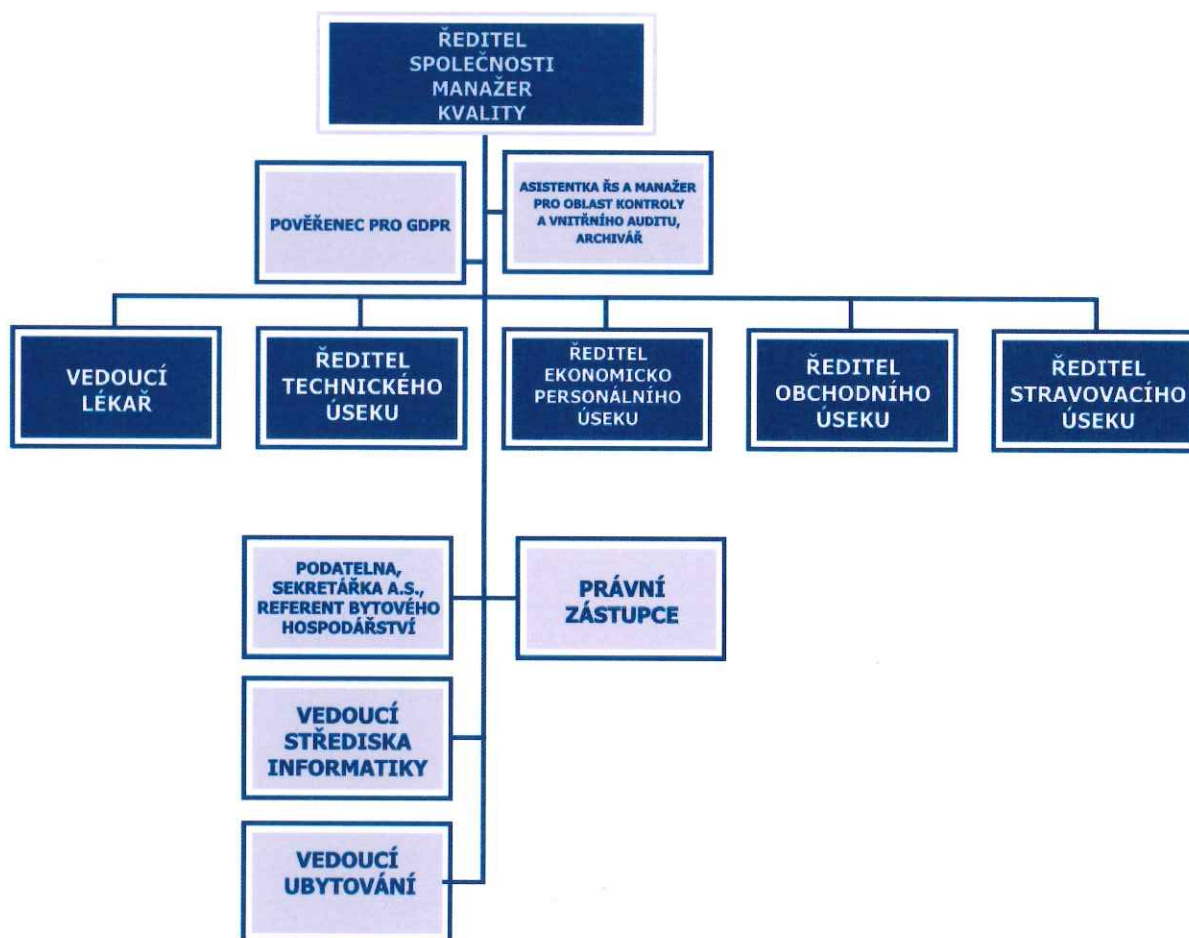 ŘEDITEL
SPOLEČNOSTI
MANAŽER
KVALITY
POVĚŘENEC PRO GDPR
ASISTENTKA ŘS A MANAŽER
PRO OBLAST KONTROLY
A VNITŘNÍHO AUDITU,
ARCHIVÁŘ
VEDOUCÍ
LÉKAŘ
ŘEDITEL
TECHNICKÉHO
ÚSEKU
ŘEDITEL
EKONOMICKO
PERSONÁLNÍHO
ÚSEKU
ŘEDITEL
OBCHODNÍHO
ÚSEKU
ŘEDITEL
STRAVOVACÍHO
ÚSEKU
PODATELNA,
SEKRETÁŘKA A.S.,
REFERENT BYTOVÉHO
HOSPODÁŘSTVÍ
PRÁVNÍ
ZÁSTUPCE
VEDOUCÍ
STŘEDISKA
INFORMATIKY
VEDOUCÍ
UBYTOVÁNÍ